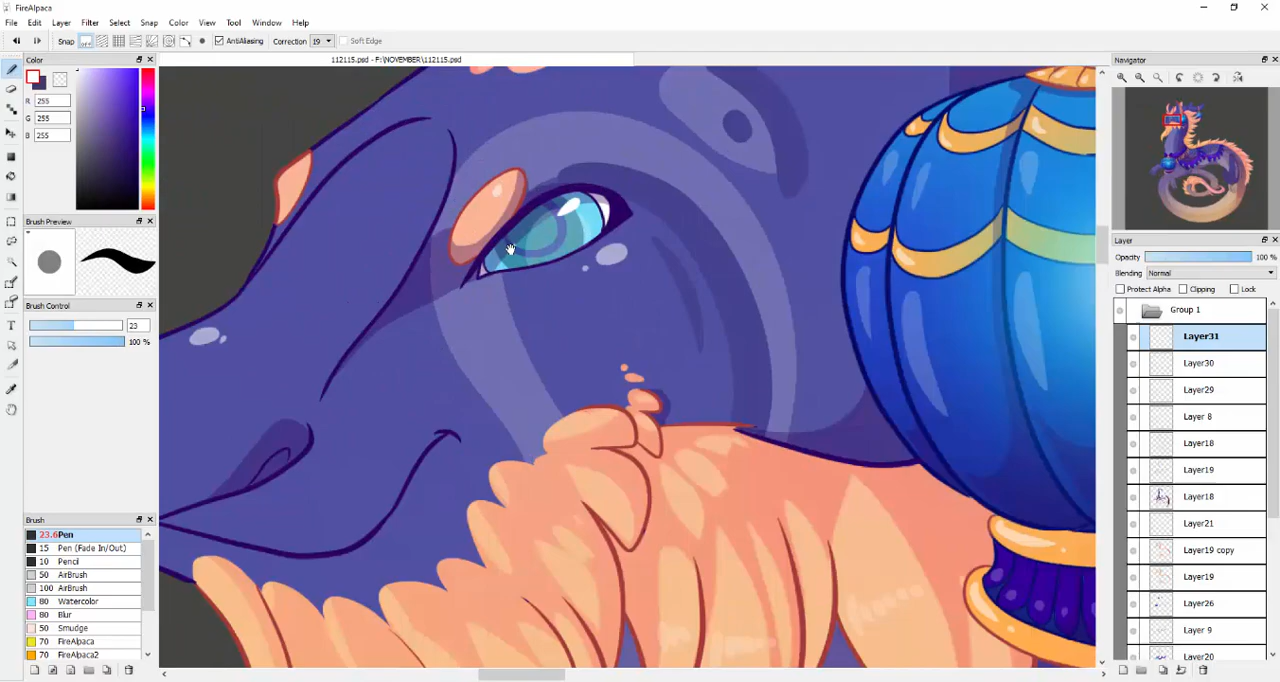 FireAlpaca
File Edit Layer Filter Select Snap Color View Tool Window Help
Snap OFF AntiAliasing Correction 19 Soft Edge
Color
112115.psd - F:\NOVEMBER\112115.psd
Navigator
R 255
G 255
B 255
Brush Preview
Layer
Opacity 100 %
Blending Normal
Protect Alpha Clipping Lock
Brush Control
Group 1
23
100 %
Layer31
Layer30
Layer29
Layer 8
Layer18
Layer19
Layer18
Layer21
Layer19 copy
Layer19
Layer26
Layer 9
Layer20
Brush
23.6 Pen
15 Pen (Fade In/Out)
10 Pencil
50 AirBrush
100 AirBrush
80 Watercolor
80 Blur
50 Smudge
70 FireAlpaca
70 FireAlpaca2